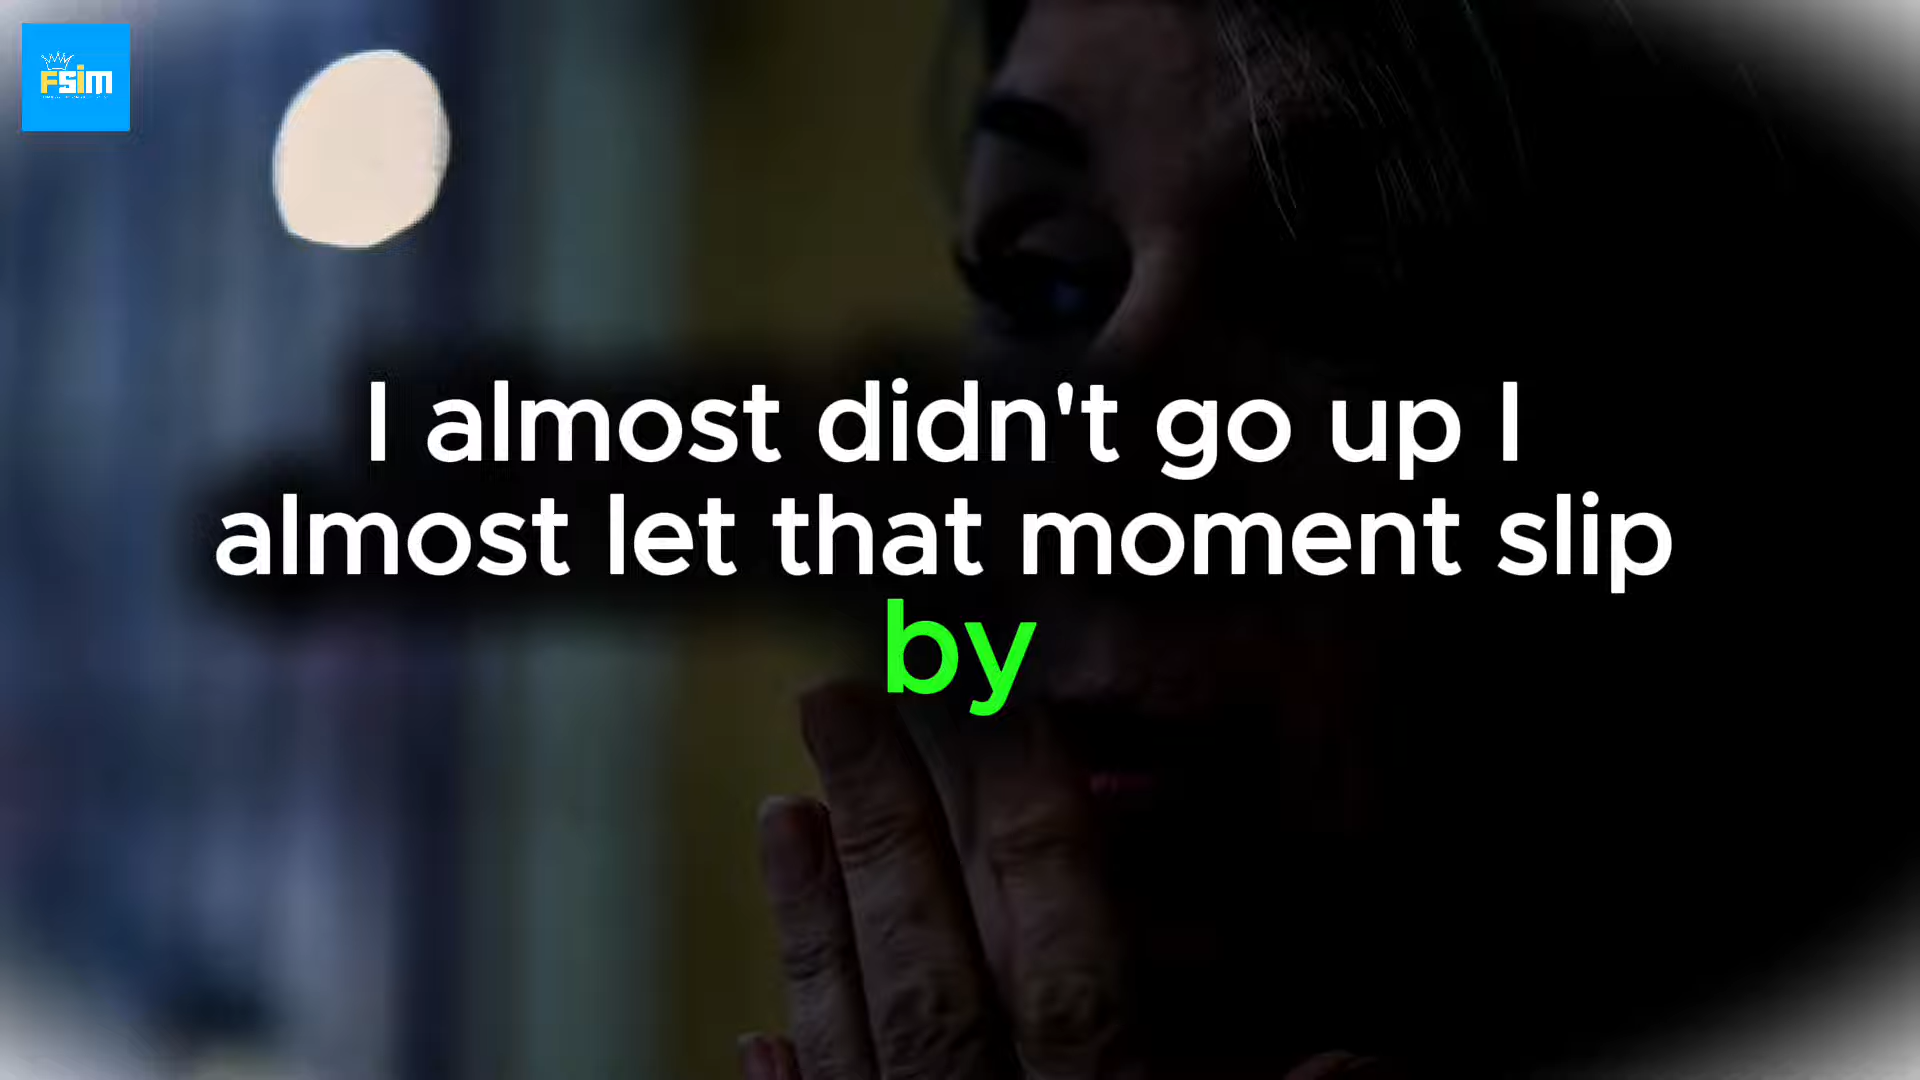 FSiM
I almost didn't go up I
almost let that moment slip
by